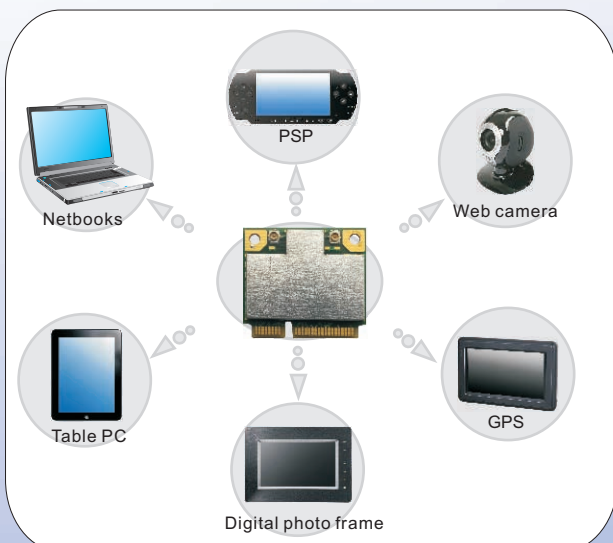 PSP
Netbooks
Web camera
Table PC
GPS
Digital photo frame